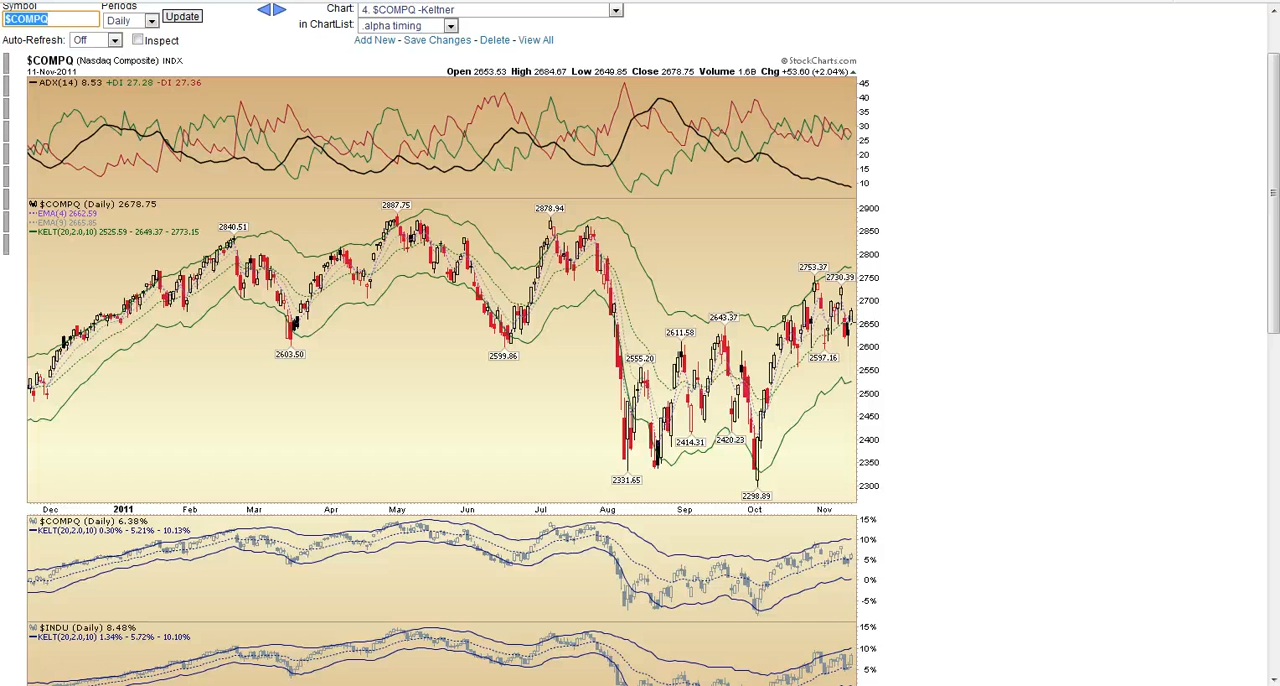 Symbol Periods Chart: 4. $COMPQ -Keltner
$COMPQ Daily Update in ChartList: .alpha timing
Auto-Refresh: Off Inspect Add New - Save Changes - Delete - View All
$COMPQ (Nasdaq Composite) INDX © StockCharts.com
11-Nov-2011 Open 2653.53 High 2684.67 Low 2649.85 Close 2678.75 Volume 1.6B Chg +53.60 (+2.04%)
ADX(14) 8.53 +DI 27.28 -DI 27.36
45
40
35
30
25
20
15
10
$COMPQ (Daily) 2678.75
EMA(4) 2662.59
EMA(9) 2665.85
KELT(20,2.0,10) 2525.59 - 2649.37 - 2773.15
2840.51
2887.75
2878.94
2753.37
2730.39
2643.37
2611.58
2603.50
2599.86
2555.20
2597.16
2414.31
2420.23
2331.65
2298.89
2900
2850
2800
2750
2700
2650
2600
2550
2500
2450
2400
2350
2300
Dec 2011 Feb Mar Apr May Jun Jul Aug Sep Oct Nov
$COMPQ (Daily) 6.38%
KELT(20,2.0,10) 0.30% - 5.21% - 10.13%
15%
10%
5%
0%
-5%
$INDU (Daily) 8.48%
KELT(20,2.0,10) 1.34% - 5.72% - 10.10%
15%
10%
5%